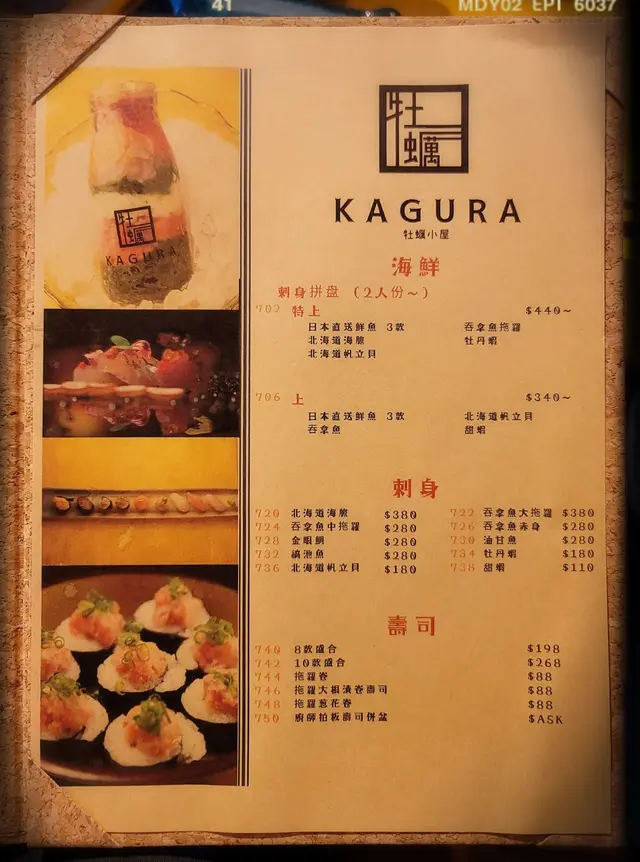 41
MDY02 EPI 6037
牡蠣
KAGURA
牡蠣小屋
牡蠣
KAGURA
海鮮
刺身拼盘 (2人份~)
702 特上 $440~
日本直送鮮魚 3款 吞拿魚拖羅
北海道海膽 牡丹蝦
北海道帆立貝
706 上 $340~
日本直送鮮魚 3款 北海道帆立貝
吞拿魚 甜蝦
刺身
720 北海道海膽 $380 722 吞拿魚大拖羅 $380
724 吞拿魚中拖羅 $280 726 吞拿魚赤身 $280
728 金目鯛 $280 730 油甘魚 $280
732 縞池魚 $280 734 牡丹蝦 $180
736 北海道帆立貝 $180 738 甜蝦 $110
壽司
740 8款盛合 $198
742 10款盛合 $268
744 拖羅卷 $88
746 拖羅大根漬卷壽司 $88
748 拖羅蔥花卷 $88
750 廚師拍板壽司併盆 $ASK